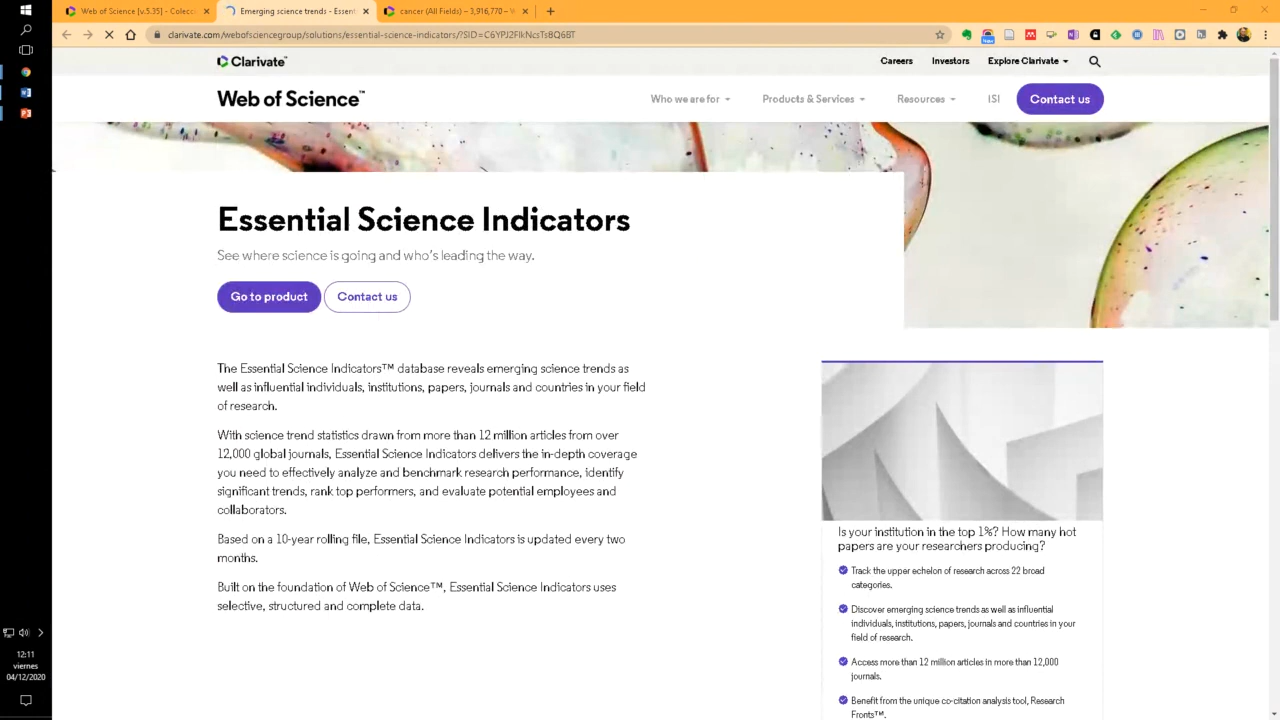 Web of Science [v.5.35] - Colecc
Emerging science trends - Essent
cancer (All Fields) – 3,916,770 – W
clarivate.com/webofsciencegroup/solutions/essential-science-indicators/?SID=C6YPJ2FlkNcsTs8Q6BT
New
Clarivate™
Careers
Investors
Explore Clarivate
Web of Science™
Who we are for
Products & Services
Resources
ISI
Contact us
Essential Science Indicators
See where science is going and who's leading the way.
Go to product
Contact us
The Essential Science Indicators™ database reveals emerging science trends as
well as influential individuals, institutions, papers, journals and countries in your field
of research.
With science trend statistics drawn from more than 12 million articles from over
12,000 global journals, Essential Science Indicators delivers the in-depth coverage
you need to effectively analyze and benchmark research performance, identify
significant trends, rank top performers, and evaluate potential employees and
collaborators.
Based on a 10-year rolling file, Essential Science Indicators is updated every two
months.
Built on the foundation of Web of Science™, Essential Science Indicators uses
selective, structured and complete data.
Is your institution in the top 1%? How many hot
papers are your researchers producing?
Track the upper echelon of research across 22 broad
categories.
Discover emerging science trends as well as influential
individuals, institutions, papers, journals and countries in your
field of research.
Access more than 12 million articles in more than 12,000
journals.
Benefit from the unique co-citation analysis tool, Research
Fronts™.
12:11
viernes
04/12/2020